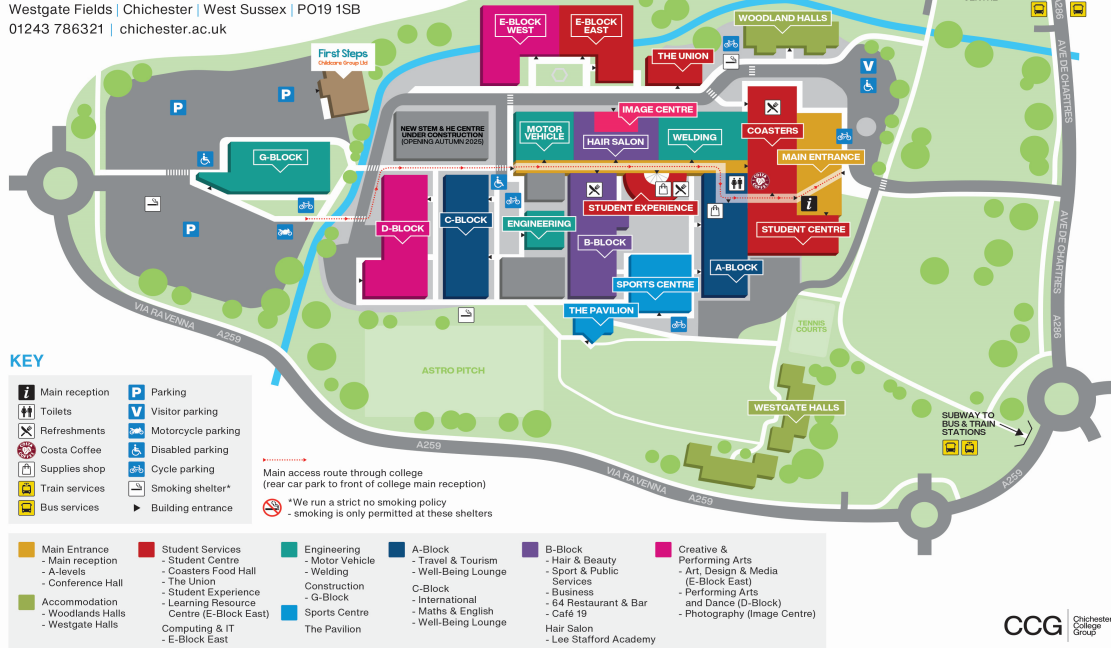 Westgate Fields | Chichester | West Sussex | PO19 1SB
01243 786321 | chichester.ac.uk
First Steps
Childcare Group Ltd
E-BLOCK
WEST
E-BLOCK
EAST
WOODLAND HALLS
THE UNION
A286
AVE DE CHARTRES
P
P
V
NEW STEM & HE CENTRE
UNDER CONSTRUCTION
(OPENING AUTUMN 2025)
IMAGE CENTRE
MOTOR
VEHICLE
HAIR SALON
WELDING
COASTERS
MAIN ENTRANCE
G-BLOCK
COSTA COFFEE
i
STUDENT EXPERIENCE
D-BLOCK
C-BLOCK
ENGINEERING
B-BLOCK
STUDENT CENTRE
P
A-BLOCK
SPORTS CENTRE
THE PAVILION
AVE DE CHARTRES
A286
VIA RAVENNA
A259
TENNIS
COURTS
ASTRO PITCH
WESTGATE HALLS
SUBWAY TO
BUS & TRAIN
STATIONS
A259
VIA RAVENNA
A259
A259
KEY
i Main reception
Toilets
Refreshments
Costa Coffee
Supplies shop
Train services
Bus services
P Parking
V Visitor parking
Motorcycle parking
Disabled parking
Cycle parking
Smoking shelter*
Building entrance
Main access route through college
(rear car park to front of college main reception)
*We run a strict no smoking policy
- smoking is only permitted at these shelters
Main Entrance
- Main reception
- A-levels
- Conference Hall
Accommodation
- Woodlands Halls
- Westgate Halls
Student Services
- Student Centre
- Coasters Food Hall
- The Union
- Student Experience
- Learning Resource
Centre (E-Block East)
Computing & IT
- E-Block East
Engineering
- Motor Vehicle
- Welding
Construction
- G-Block
Sports Centre
The Pavilion
A-Block
- Travel & Tourism
- Well-Being Lounge
C-Block
- International
- Maths & English
- Well-Being Lounge
B-Block
- Hair & Beauty
- Sport & Public
Services
- Business
- 64 Restaurant & Bar
- Café 19
Hair Salon
- Lee Stafford Academy
Creative &
Performing Arts
- Art, Design & Media
(E-Block East)
- Performing Arts
and Dance (D-Block)
- Photography (Image Centre)
CCG
Chichester
College
Group